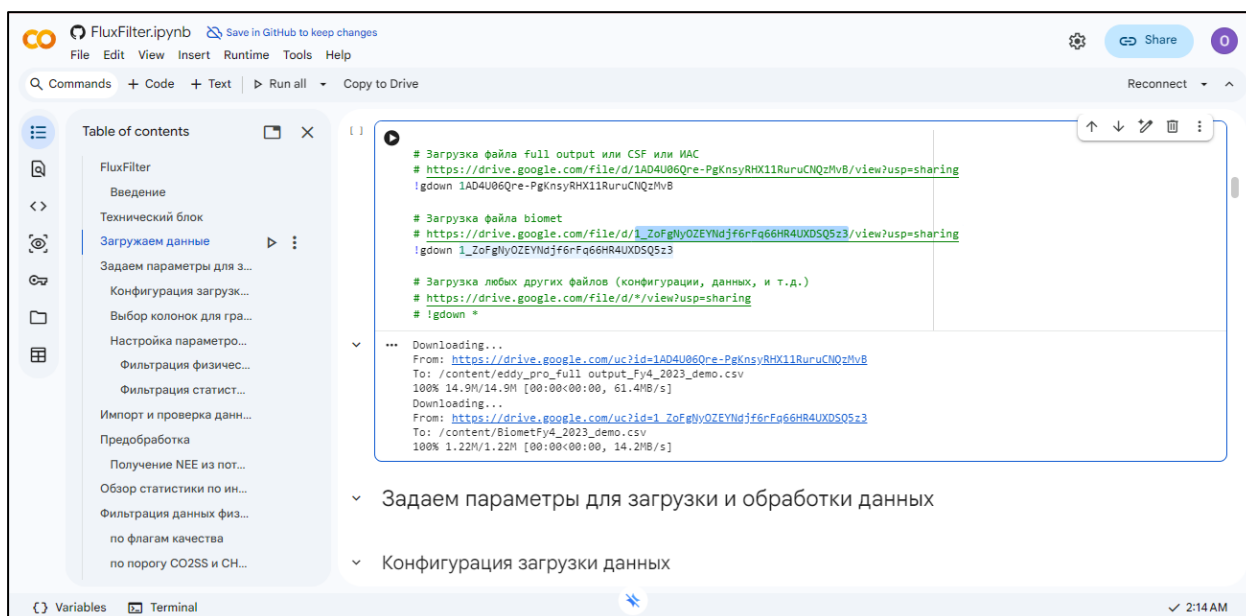 FluxFilter.ipynb Save in GitHub to keep changes
File Edit View Insert Runtime Tools Help
Share
O
Commands + Code + Text Run all Copy to Drive
Reconnect
Table of contents
FluxFilter
Введение
Технический блок
Загружаем данные
Задаем параметры для з...
Конфигурация загрузк...
Выбор колонок для гра...
Настройка параметро...
Фильтрация физичес...
Фильтрация статист...
Импорт и проверка данн...
Предобработка
Получение NEE из пот...
Обзор статистики по ин...
Фильтрация данных физ...
по флагам качества
по порогу CO2SS и CH...
[ ]
# Загрузка файла full output или CSF или ИАС
# https://drive.google.com/file/d/1AD4U06Qre-PgKnsyRHX11RuruCNQzMvB/view?usp=sharing
!gdown 1AD4U06Qre-PgKnsyRHX11RuruCNQzMvB
# Загрузка файла biomet
# https://drive.google.com/file/d/1_ZoFgNyOZEYNdjf6rFq66HR4UXDSQ5z3/view?usp=sharing
!gdown 1_ZoFgNyOZEYNdjf6rFq66HR4UXDSQ5z3
# Загрузка любых других файлов (конфигурации, данных, и т.д.)
# https://drive.google.com/file/d/*/view?usp=sharing
# !gdown *
Downloading...
From: https://drive.google.com/uc?id=1AD4U06Qre-PgKnsyRHX11RuruCNQzMvB
To: /content/eddy_pro_full output_Fy4_2023_demo.csv
100% 14.9M/14.9M [00:00<00:00, 61.4MB/s]
Downloading...
From: https://drive.google.com/uc?id=1_ZoFgNyOZEYNdjf6rFq66HR4UXDSQ5z3
To: /content/BiometFy4_2023_demo.csv
100% 1.22M/1.22M [00:00<00:00, 14.2MB/s]
Задаем параметры для загрузки и обработки данных
Конфигурация загрузки данных
{} Variables Terminal
2:14 AM